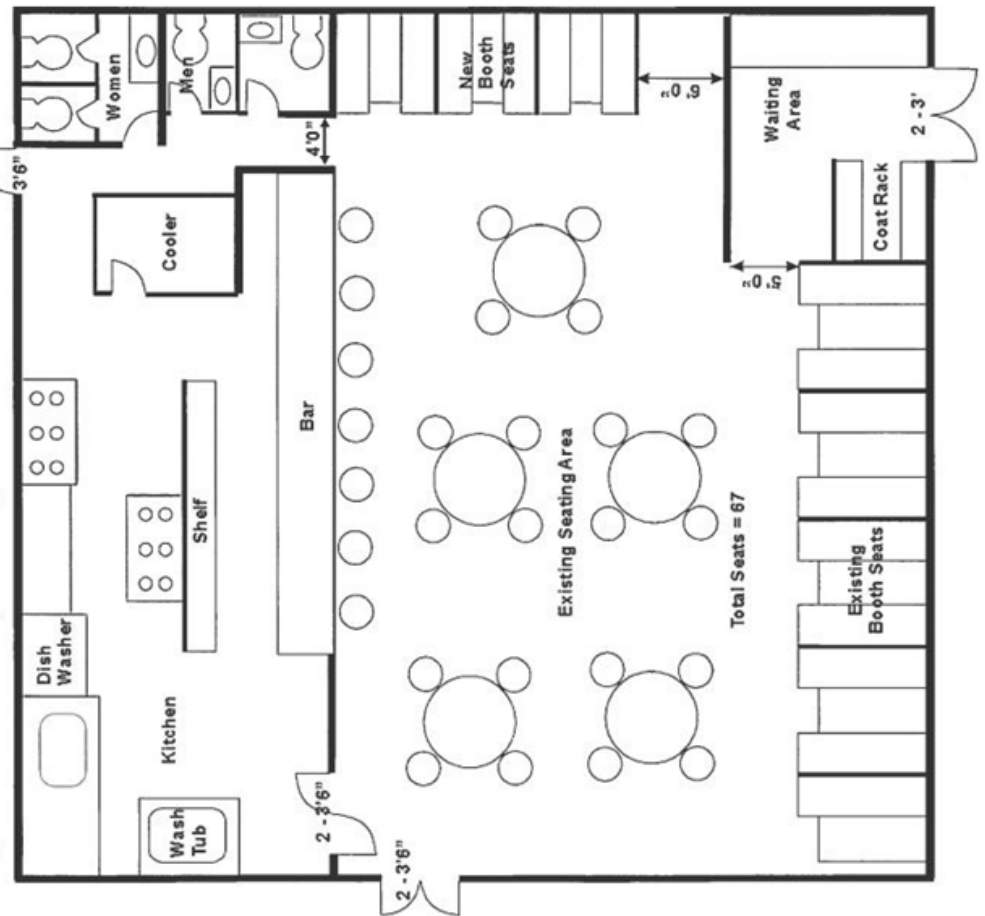 3'6"
Women
Men
New
Booth
Seats
6' 0"
Waiting
Area
2 - 3'
4'0"
Cooler
Coat Rack
5' 0"
Bar
Shelf
Existing Seating Area
Total Seats = 67
Existing
Booth Seats
Dish
Washer
Kitchen
Wash
Tub
2 - 3'6"
2 - 3'6"